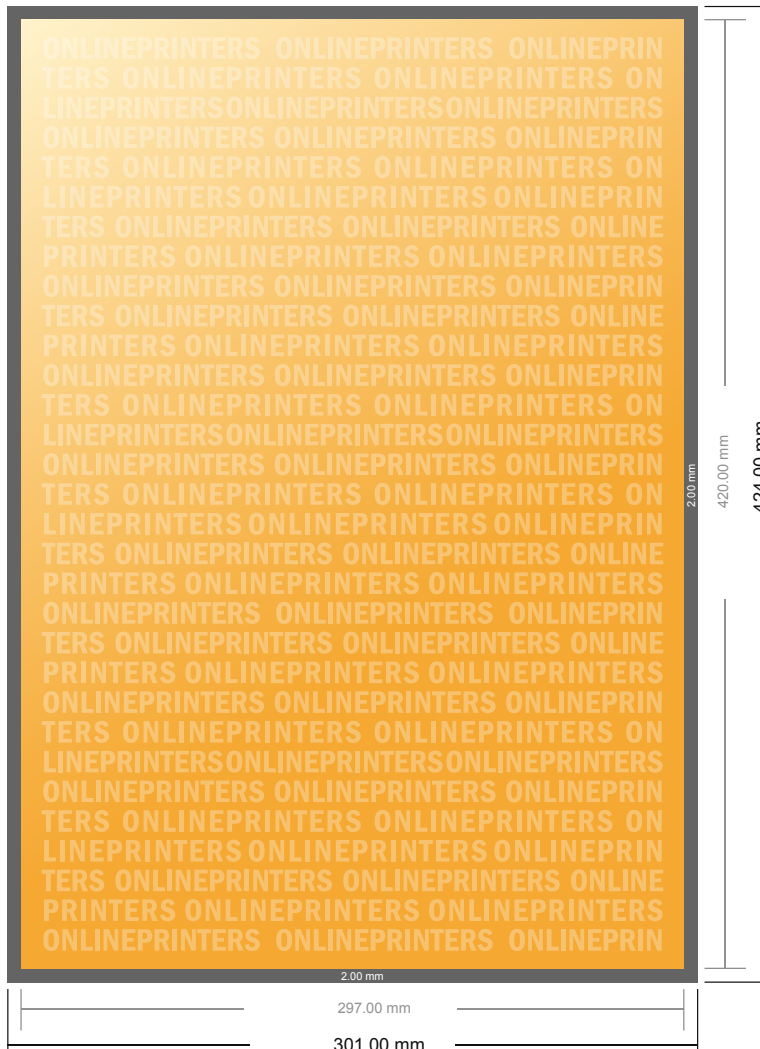 ONLINEPRINTERS ONLINEPRINTERS ONLINEPRIN
TERS ONLINEPRINTERS ONLINEPRINTERS ON
LINEPRINTERSONLINEPRINTERSONLINEPRINTERS
ONLINEPRINTERS ONLINEPRINTERS ONLINEPRIN
TERS ONLINEPRINTERS ONLINEPRINTERS ON
LINEPRINTERS ONLINEPRINTERS ONLINEPRIN
TERS ONLINEPRINTERS ONLINEPRINTERS ONLINE
PRINTERS ONLINEPRINTERS ONLINEPRINTERS
ONLINEPRINTERS ONLINEPRINTERS ONLINEPRIN
TERS ONLINEPRINTERS ONLINEPRINTERS ONLINE
PRINTERS ONLINEPRINTERS ONLINEPRINTERS
ONLINEPRINTERS ONLINEPRINTERS ONLINEPRIN
TERS ONLINEPRINTERS ONLINEPRINTERS ON
LINEPRINTERSONLINEPRINTERSONLINEPRINTERS
ONLINEPRINTERS ONLINEPRINTERS ONLINEPRIN
TERS ONLINEPRINTERS ONLINEPRINTERS ON
LINEPRINTERS ONLINEPRINTERS ONLINEPRIN
TERS ONLINEPRINTERS ONLINEPRINTERS ONLINE
PRINTERS ONLINEPRINTERS ONLINEPRINTERS
ONLINEPRINTERS ONLINEPRINTERS ONLINEPRIN
TERS ONLINEPRINTERS ONLINEPRINTERS ONLINE
PRINTERS ONLINEPRINTERS ONLINEPRINTERS
ONLINEPRINTERS ONLINEPRINTERS ONLINEPRIN
TERS ONLINEPRINTERS ONLINEPRINTERS ON
LINEPRINTERSONLINEPRINTERSONLINEPRINTERS
ONLINEPRINTERS ONLINEPRINTERS ONLINEPRIN
TERS ONLINEPRINTERS ONLINEPRINTERS ON
LINEPRINTERS ONLINEPRINTERS ONLINEPRIN
TERS ONLINEPRINTERS ONLINEPRINTERS ONLINE
PRINTERS ONLINEPRINTERS ONLINEPRINTERS
ONLINEPRINTERS ONLINEPRINTERS ONLINEPRIN
2.00 mm
420.00 mm
424.00 mm
2.00 mm
297.00 mm
301.00 mm